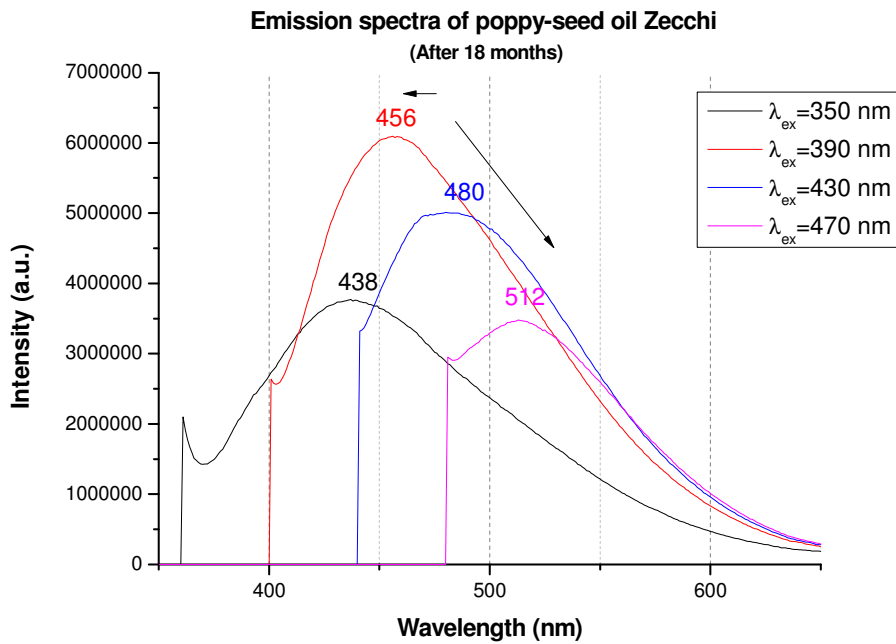 Emission spectra of poppy-seed oil Zecchi
(After 18 months)
7000000
6000000
5000000
4000000
3000000
2000000
1000000
0
Intensity (a.u.)
456
480
438
512
λex=350 nm
λex=390 nm
λex=430 nm
λex=470 nm
400 500 600
Wavelength (nm)